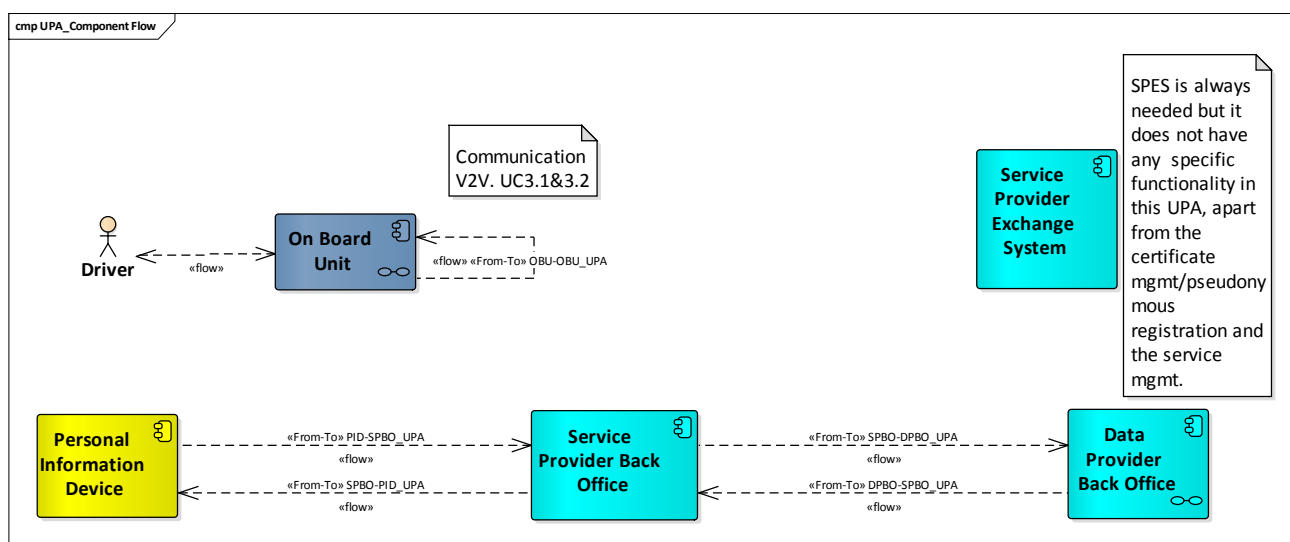 cmp UPA_Component Flow
SPES is always
needed but it
does not have
any specific
functionality in
this UPA, apart
from the
certificate
mgmt/pseudony
mous
registration and
the service
mgmt.
Communication
V2V. UC3.1&3.2
Service
Provider
Exchange
System
On Board
Unit
Driver
«flow»
«flow» «From-To» OBU-OBU_UPA
Personal
Information
Device
«From-To» PID-SPBO_UPA
«flow»
«From-To» SPBO-PID_UPA
«flow»
Service
Provider Back
Office
«From-To» SPBO-DPBO_UPA
«flow»
«From-To» DPBO-SPBO_UPA
«flow»
Data
Provider
Back Office